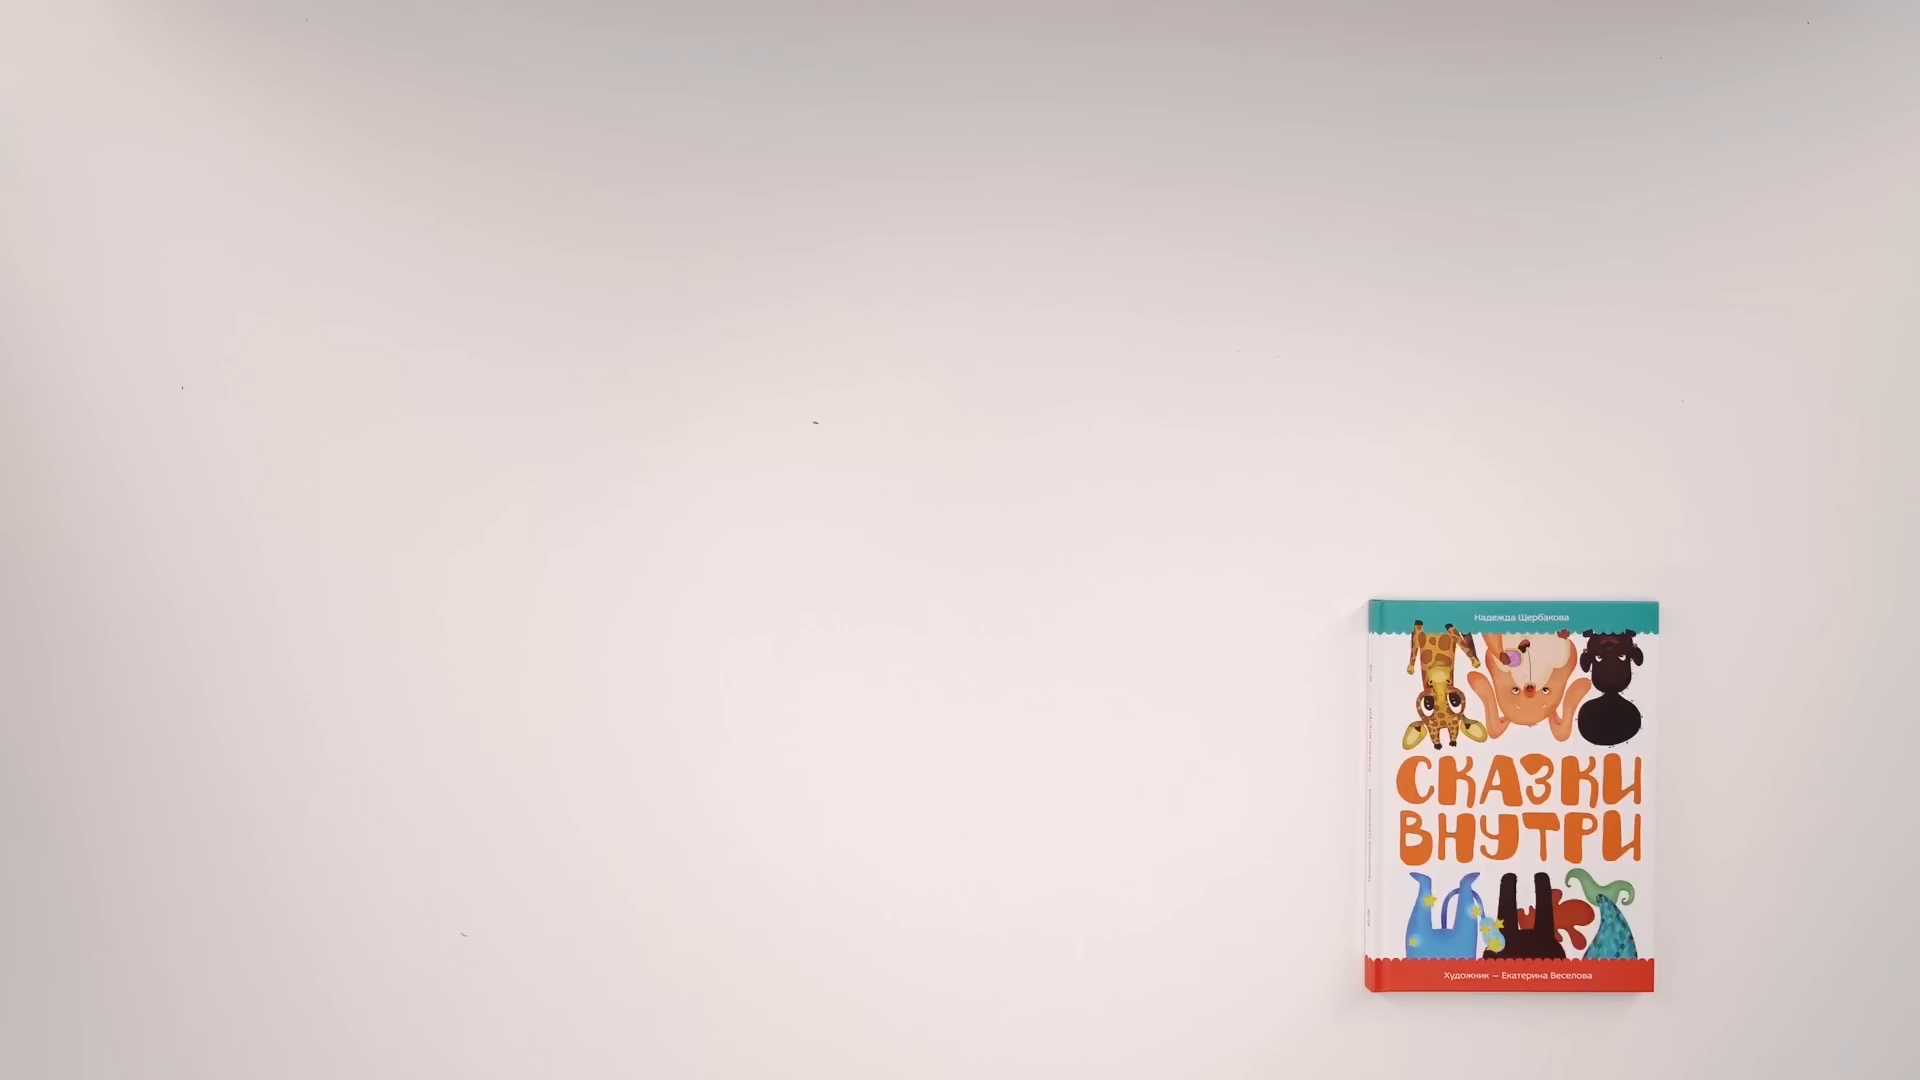 Надежда Щербакова
СКАЗКИ
ВНУТРИ
Художник — Екатерина Веселова